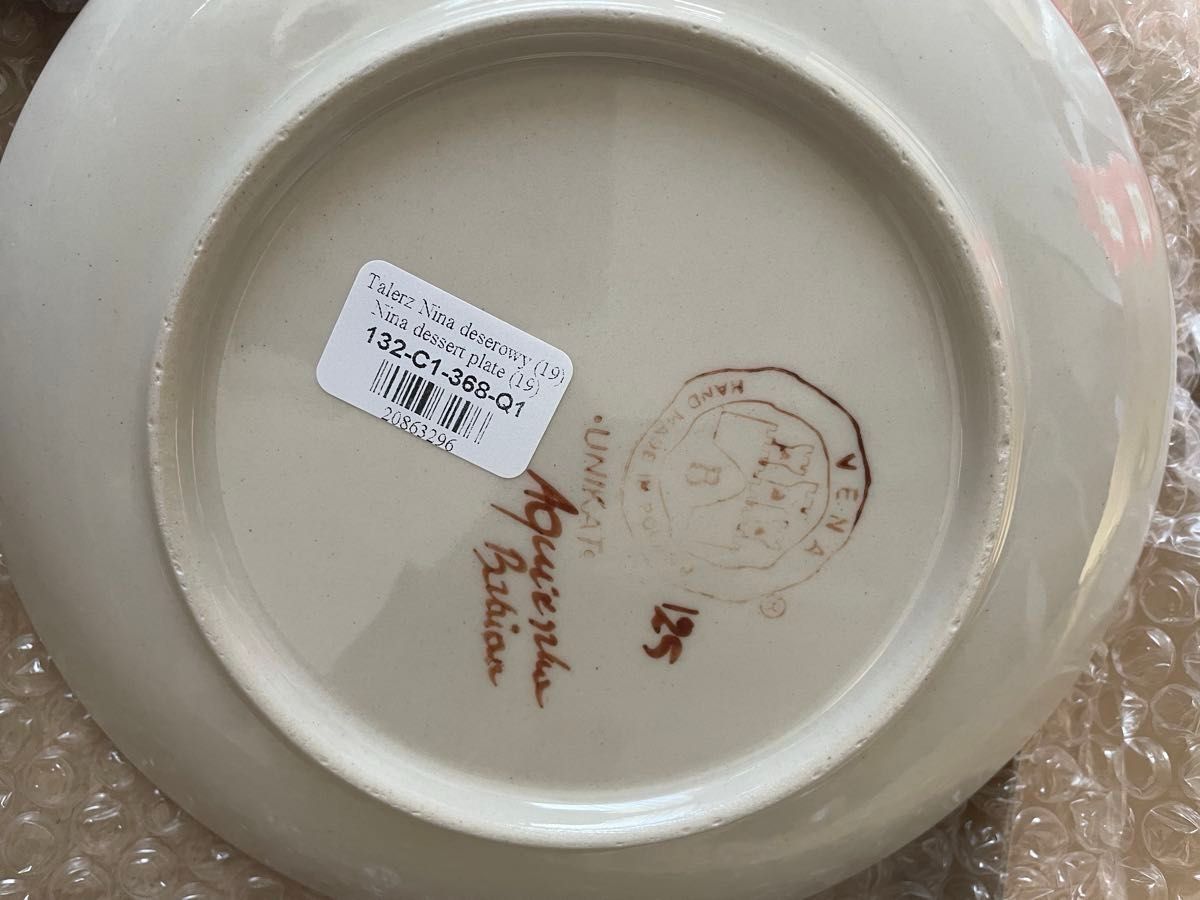 Talerz Nina deserowy (19)
Nina dessert plate (19)
132-C1-368-Q1
20863296
VENA
HAND MADE IN
B
®
UNIKAT
125